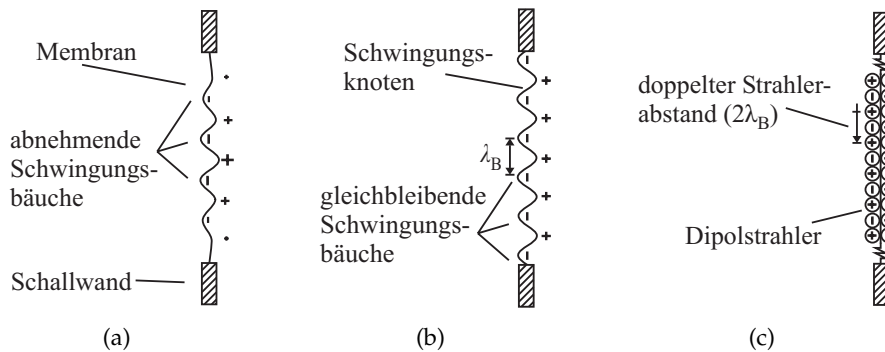 Membran
abnehmende
Schwingungs-
bäuche
Schallwand
(a)
Schwingungs-
knoten
λB
gleichbleibende
Schwingungs-
bäuche
(b)
doppelter Strahler-
abstand (2λB)
Dipolstrahler
(c)